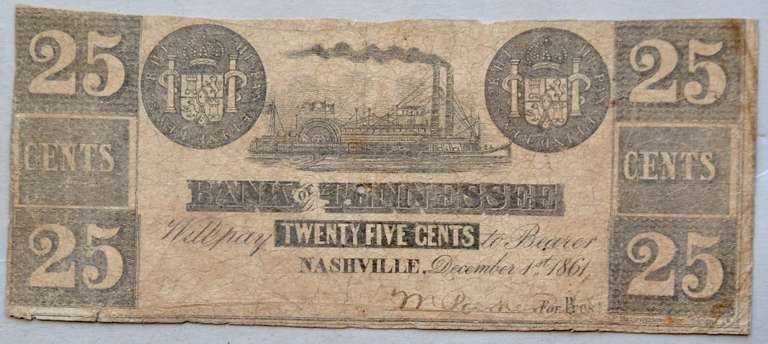 25 25
CENTS CENTS
BANK OF TENNESSEE
Will pay TWENTY FIVE CENTS to Bearer
25 25
NASHVILLE, December 1st 1861
For Pres